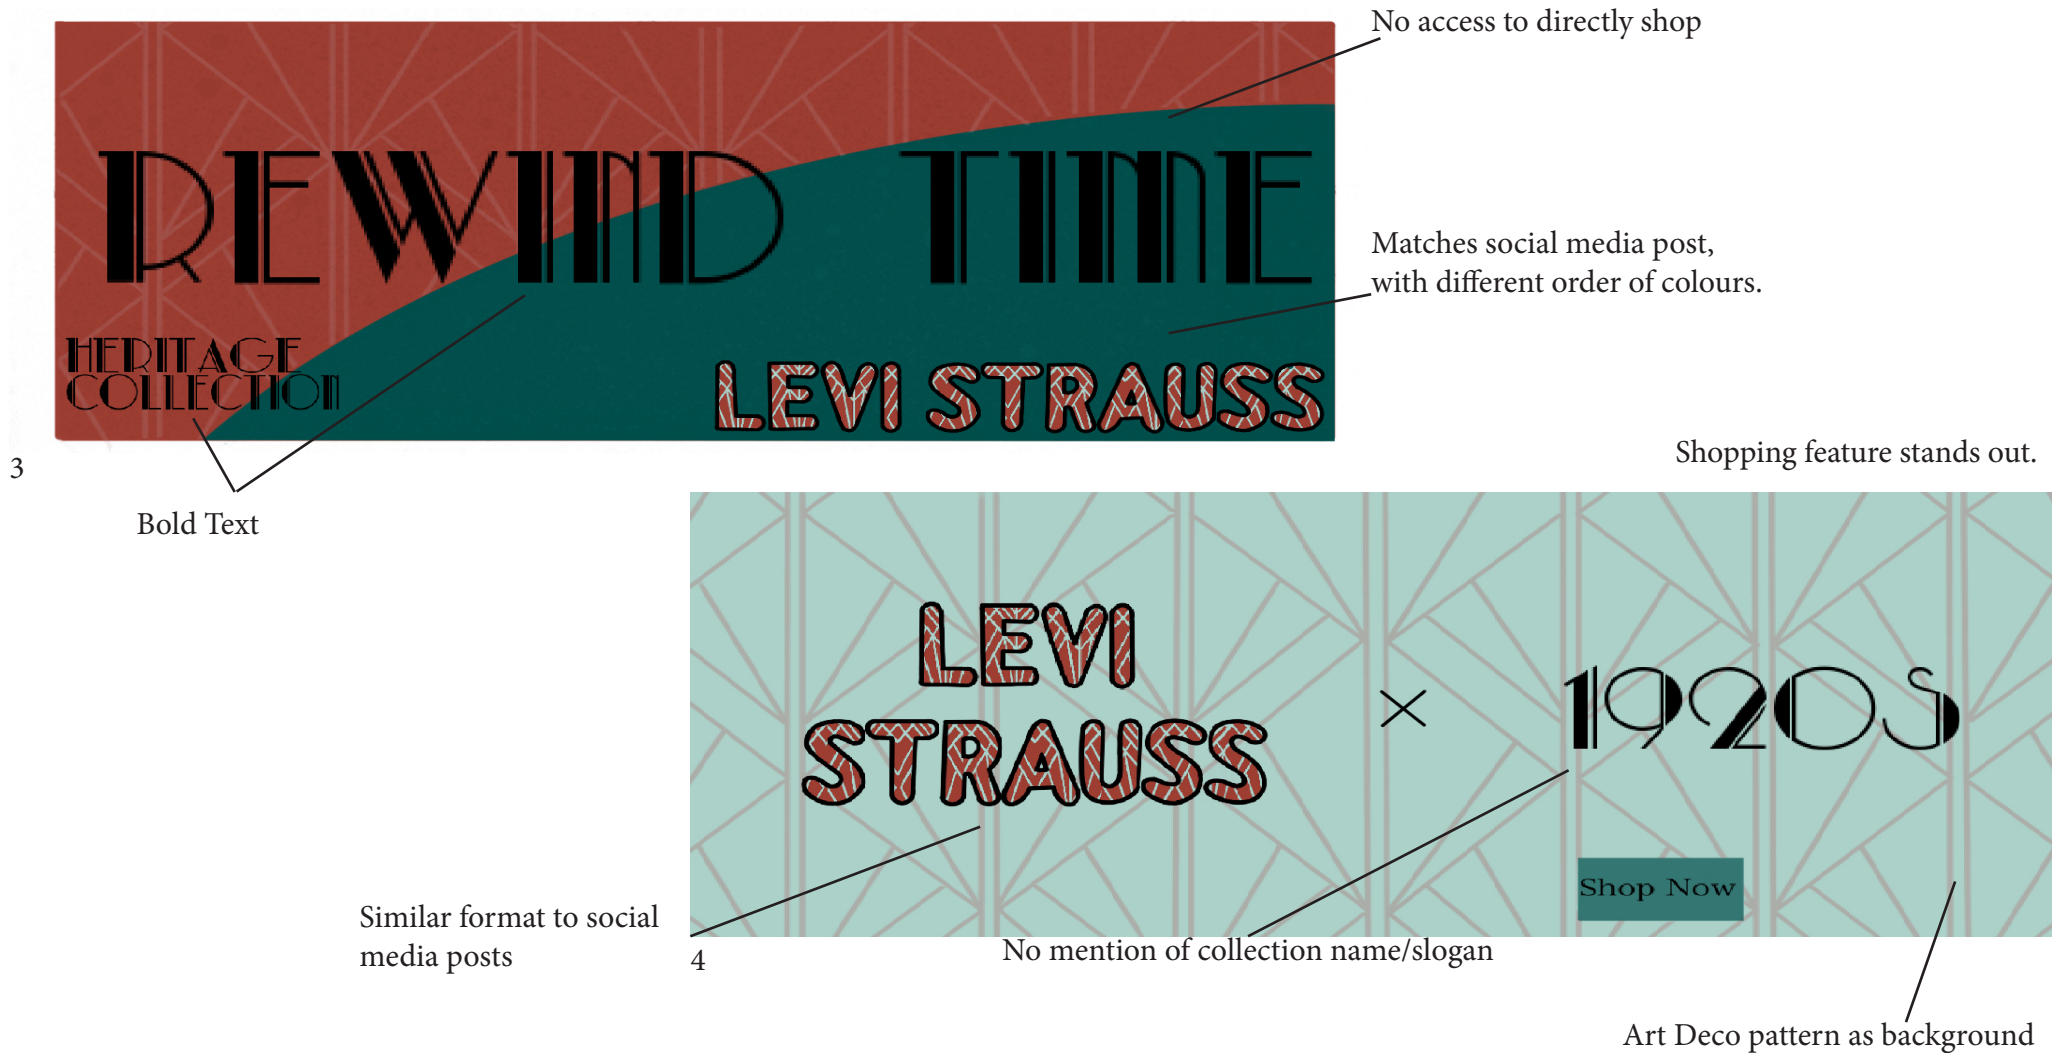 No access to directly shop
REWIND TIME
Matches social media post,
with different order of colours.
HERITAGE
COLLECTION
LEVI STRAUSS
3
Bold Text
Shopping feature stands out.
LEVI
STRAUSS
× 1920S
Shop Now
Similar format to social
media posts
4
No mention of collection name/slogan
Art Deco pattern as background